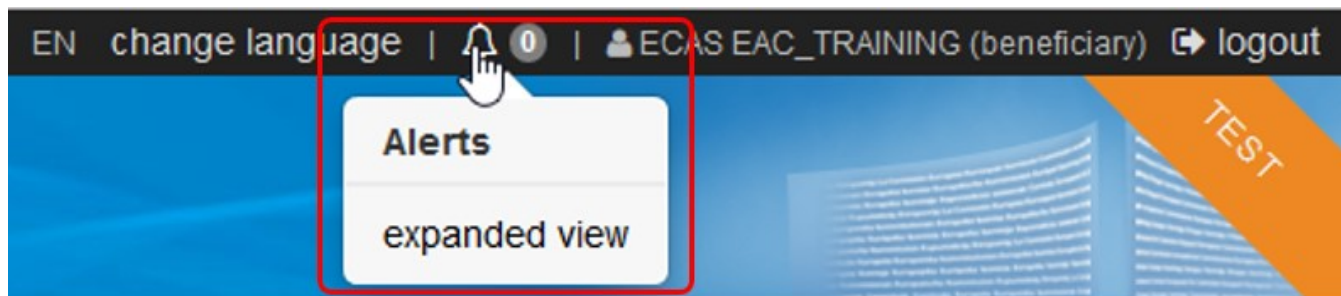 EN change language | 0 | ECAS EAC_TRAINING (beneficiary) logout
TEST
Alerts
expanded view